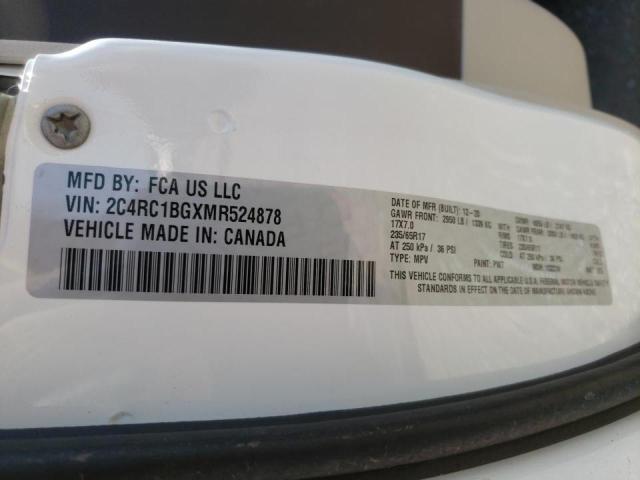 MFD BY: FCA US LLC
VIN: 2C4RC1BGXMR524878
VEHICLE MADE IN: CANADA
DATE OF MFR (BUILT): 12-20
GAWR FRONT: 2950 LB / 1339 KG
17X7.0
235/65R17
AT 250 kPa / 36 PSI
TYPE: MPV
PAINT: PW7
THIS VEHICLE CONFORMS TO ALL APPLICABLE U.S.A. FEDERAL MOTOR VEHICLE SAFETY
STANDARDS IN EFFECT ON THE DATE OF MANUFACTURE SHOWN ABOVE